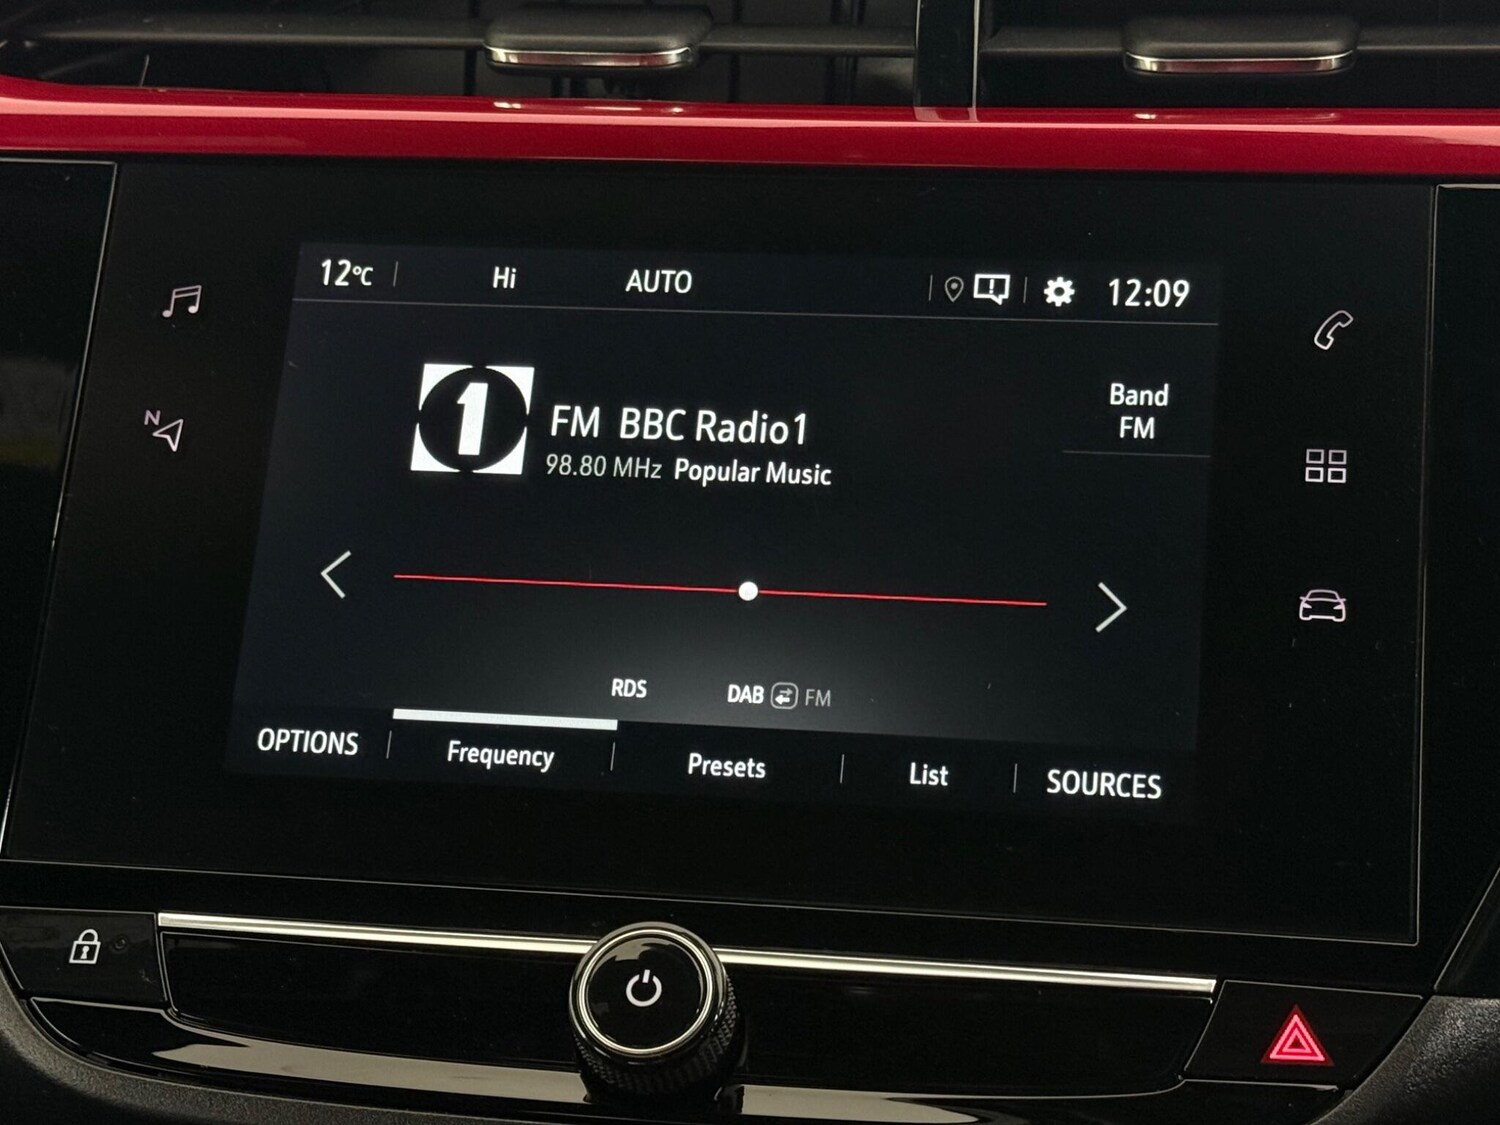 12°C Hi AUTO 12:09
1
FM BBC Radio1
98.80 MHz Popular Music
Band
FM
N
RDS DAB FM
OPTIONS Frequency Presets List SOURCES